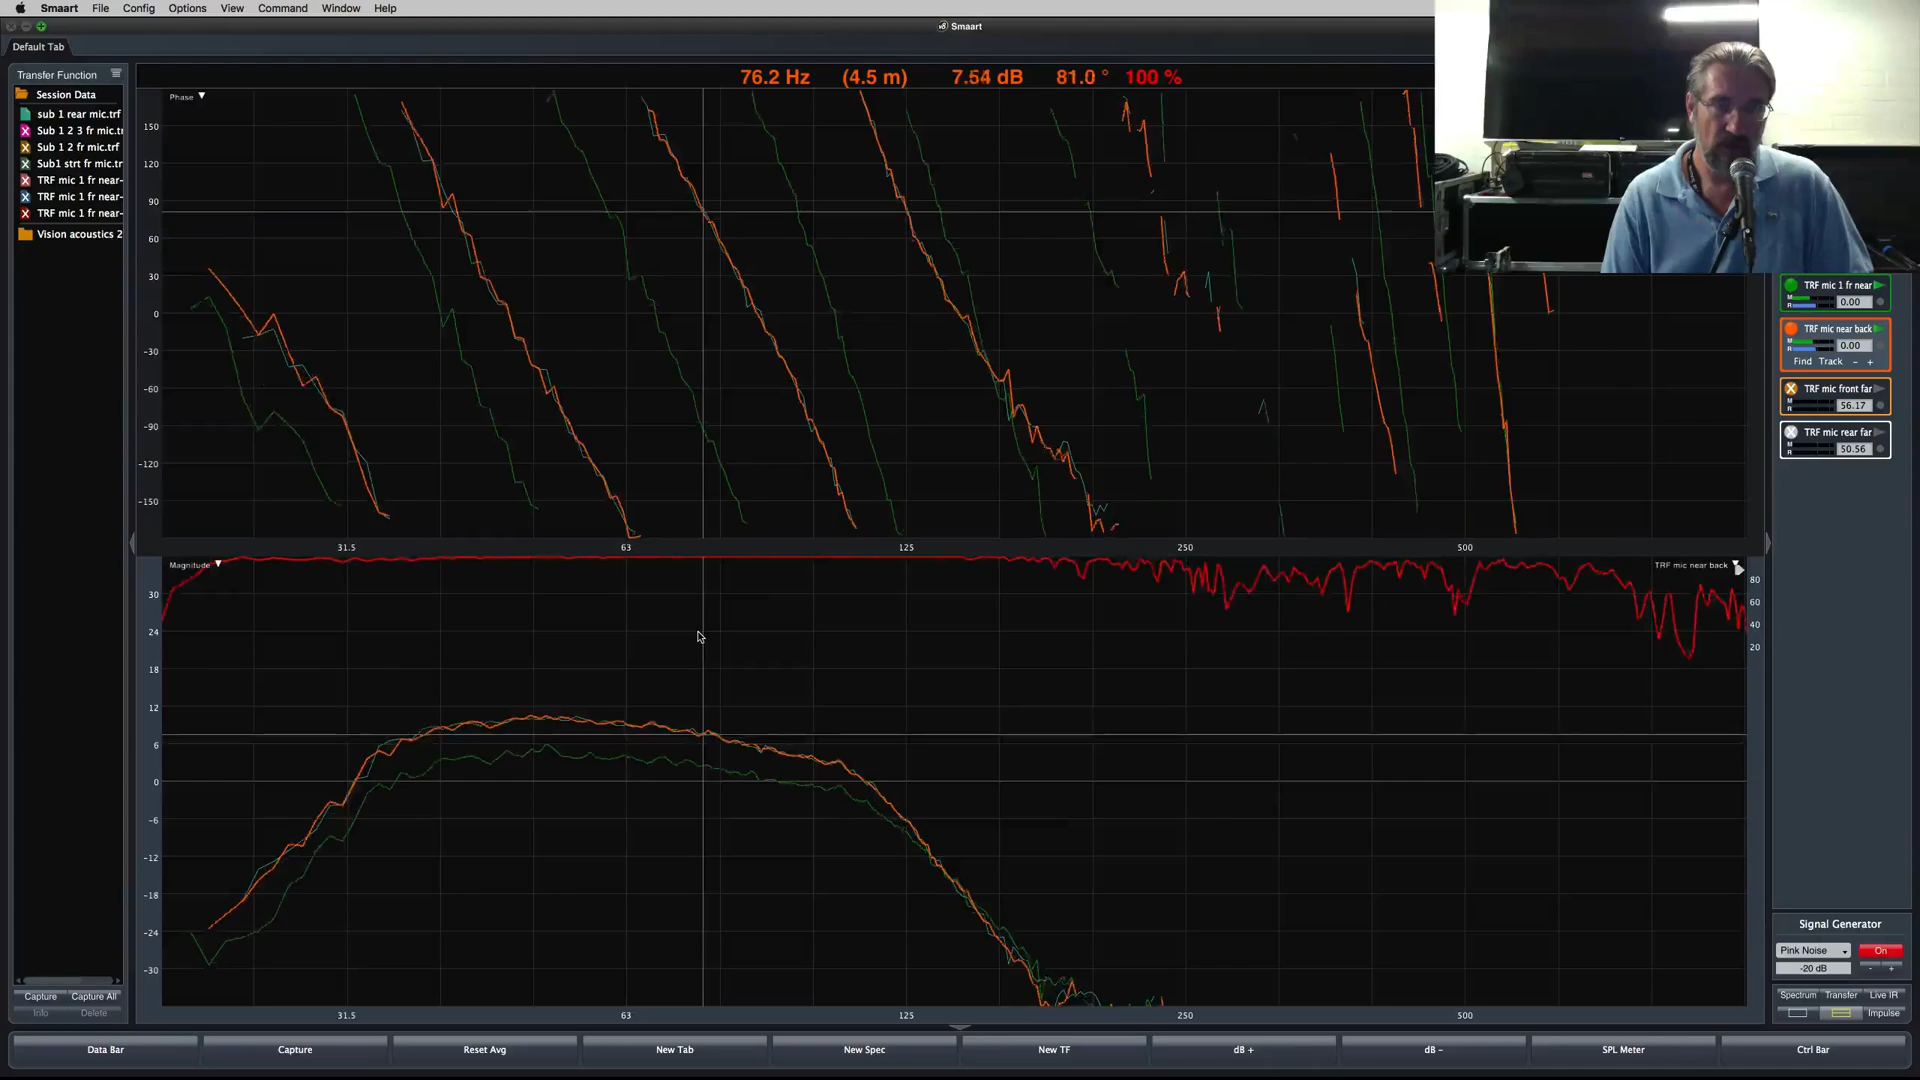 Smaart File Config Options View Command Window Help
Smaart
Default Tab
Transfer Function
Session Data
sub 1 rear mic.trf
Sub 1 2 3 fr mic.t
Sub 1 2 fr mic.trf
Sub1 strt fr mic.tr
TRF mic 1 fr near-
TRF mic 1 fr near-
TRF mic 1 fr near-
Vision acoustics 2
76.2 Hz (4.5 m) 7.54 dB 81.0 ° 100 %
Phase
150
120
90
60
30
0
-30
-60
-90
-120
-150
31.5 63 125 250 500
Magnitude
TRF mic near back
30
24
18
12
6
0
-6
-12
-18
-24
-30
80
60
40
20
31.5 63 125 250 500
TRF mic 1 fr near
M
R 0.00
TRF mic near back
M
R 0.00
Find Track - +
TRF mic front far
M
R 56.17
TRF mic rear far
M
R 50.56
Signal Generator
Pink Noise On
-20 dB - +
Spectrum Transfer Live IR
Impulse
Capture Capture All
Info Delete
Data Bar Capture Reset Avg New Tab New Spec New TF dB + dB - SPL Meter Ctrl Bar